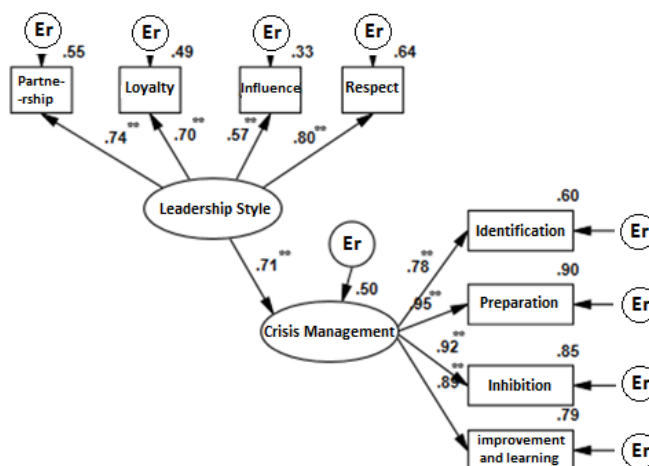 Er
Er
Er
Er
.55
.49
.33
.64
Partne-
-rship
Loyalty
Influence
Respect
.74**
.70**
.57**
.80**
Leadership Style
.60
Er
Identification
Er
.71**
.78**
.50
.90
.95**
Preparation
Er
Crisis Management
.92**
.85
.89**
Inhibition
Er
.79
improvement
and learning
Er